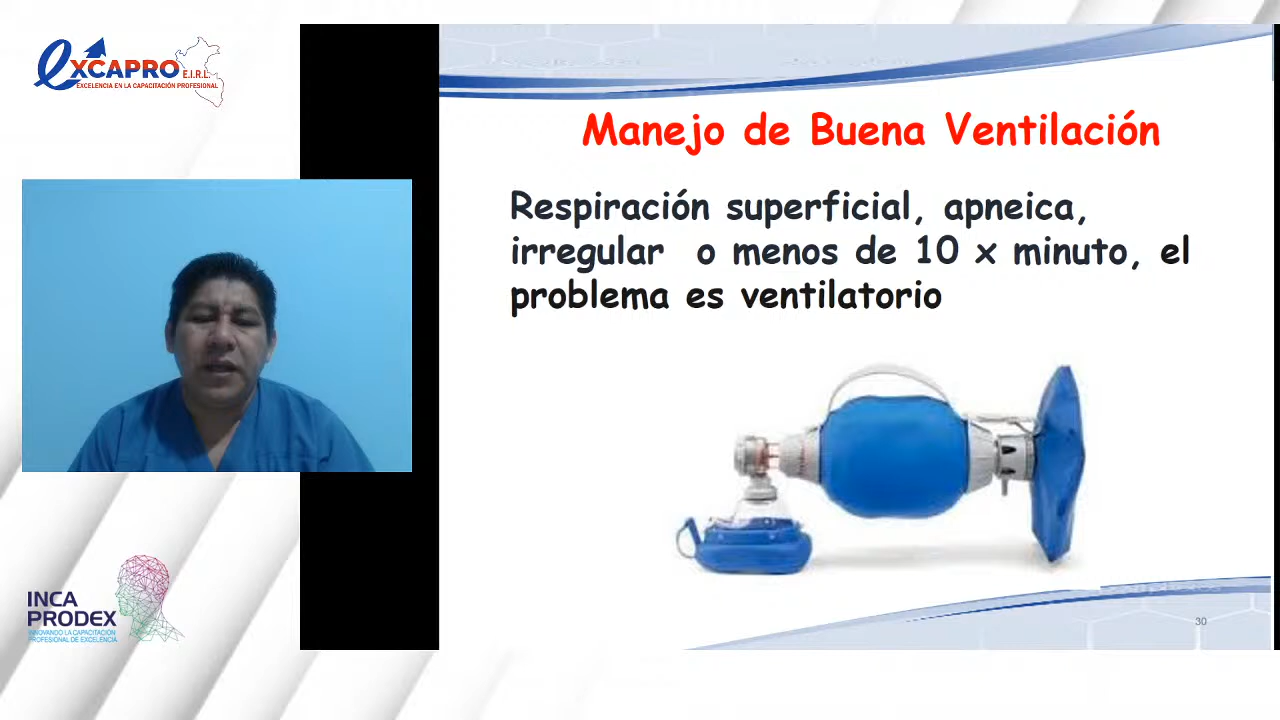 excapro E.I.R.L.
EXCELENCIA EN LA CAPACITACIÓN PROFESIONAL
Manejo de Buena Ventilación
Respiración superficial, apneica,
irregular o menos de 10 x minuto, el
problema es ventilatorio
INCA
PRODEX
INNOVANDO LA CAPACITACIÓN
PROFESIONAL DE EXCELENCIA
30